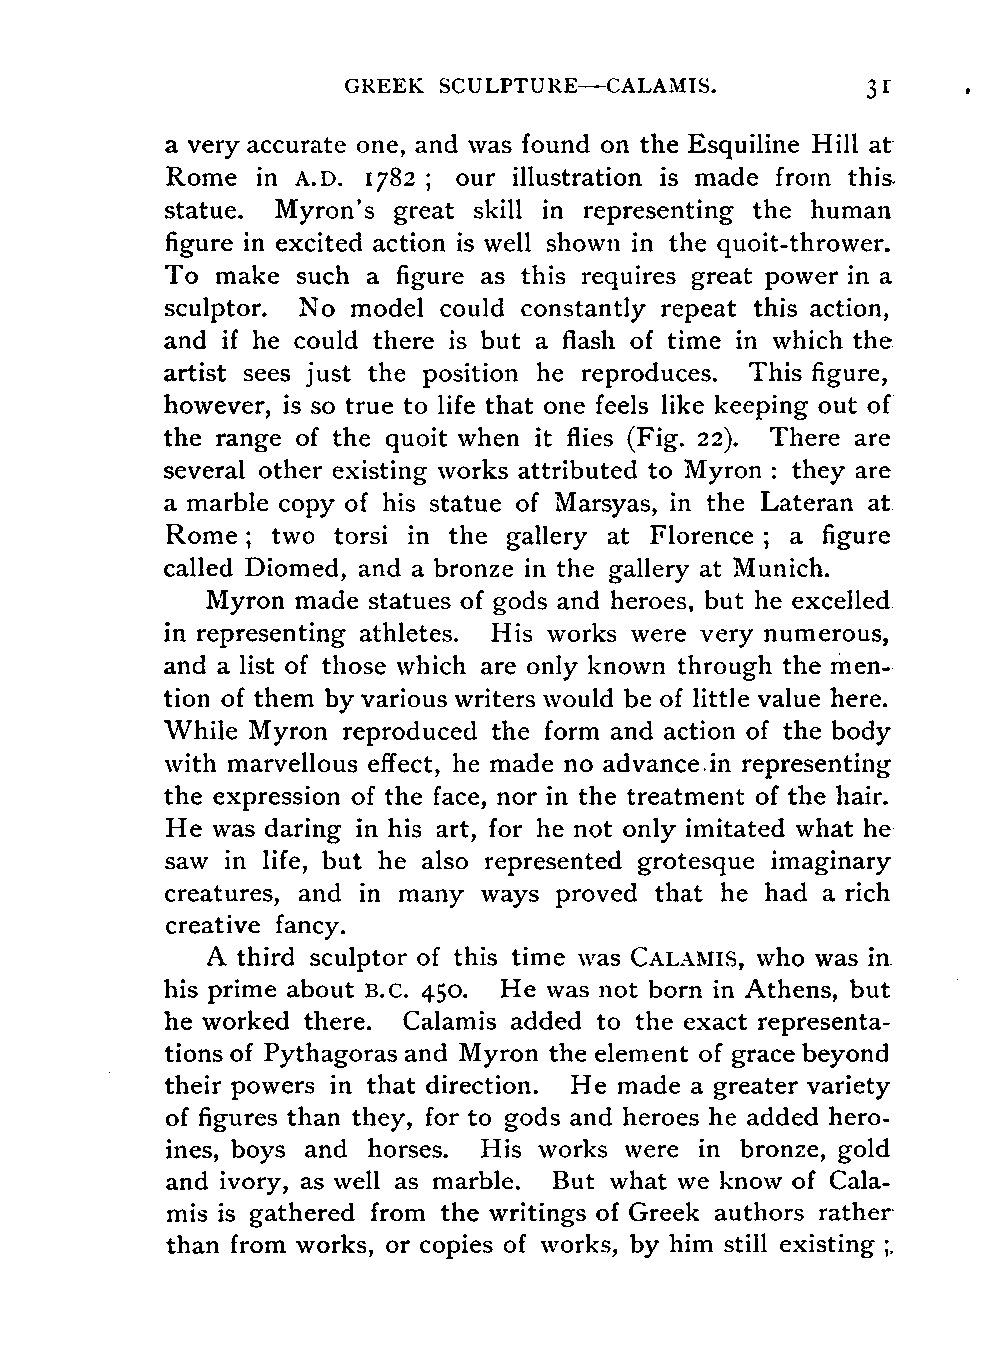 GREEK SCULPTURE—CALAMIS. 31
a very accurate one, and was found on the Esquiline Hill at
Rome in A.D. 1782 ; our illustration is made from this
statue. Myron's great skill in representing the human
figure in excited action is well shown in the quoit-thrower.
To make such a figure as this requires great power in a
sculptor. No model could constantly repeat this action,
and if he could there is but a flash of time in which the
artist sees just the position he reproduces. This figure,
however, is so true to life that one feels like keeping out of
the range of the quoit when it flies (Fig. 22). There are
several other existing works attributed to Myron : they are
a marble copy of his statue of Marsyas, in the Lateran at
Rome ; two torsi in the gallery at Florence ; a figure
called Diomed, and a bronze in the gallery at Munich.
Myron made statues of gods and heroes, but he excelled
in representing athletes. His works were very numerous,
and a list of those which are only known through the men-
tion of them by various writers would be of little value here.
While Myron reproduced the form and action of the body
with marvellous effect, he made no advance in representing
the expression of the face, nor in the treatment of the hair.
He was daring in his art, for he not only imitated what he
saw in life, but he also represented grotesque imaginary
creatures, and in many ways proved that he had a rich
creative fancy.
A third sculptor of this time was CALAMIS, who was in
his prime about B.C. 450. He was not born in Athens, but
he worked there. Calamis added to the exact representa-
tions of Pythagoras and Myron the element of grace beyond
their powers in that direction. He made a greater variety
of figures than they, for to gods and heroes he added hero-
ines, boys and horses. His works were in bronze, gold
and ivory, as well as marble. But what we know of Cala-
mis is gathered from the writings of Greek authors rather
than from works, or copies of works, by him still existing ;